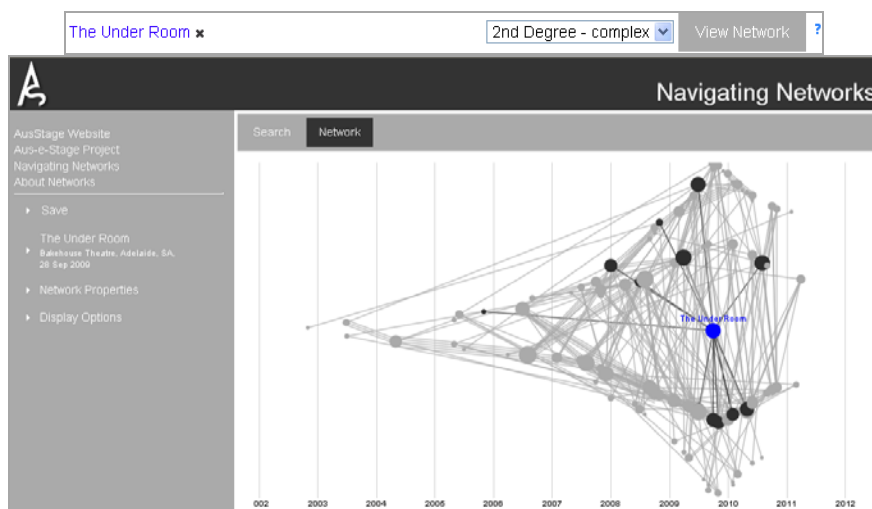 The Under Room ×
2nd Degree - complex
View Network
?
Navigating Networks
AusStage Website
Aus-e-Stage Project
Navigating Networks
About Networks
Save
The Under Room
Bakehouse Theatre, Adelaide, SA,
28 Sep 2009
Network Properties
Display Options
Search
Network
The Under Room
002 2003 2004 2005 2006 2007 2008 2009 2010 2011 2012